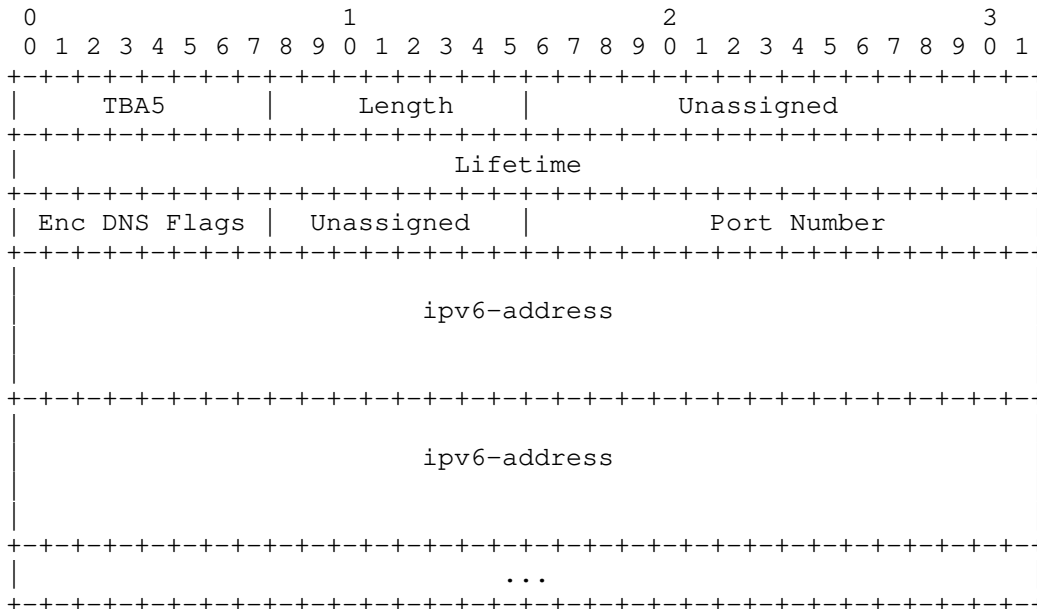 0                   1                   2                   3
0 1 2 3 4 5 6 7 8 9 0 1 2 3 4 5 6 7 8 9 0 1 2 3 4 5 6 7 8 9 0 1
+-+-+-+-+-+-+-+-+-+-+-+-+-+-+-+-+-+-+-+-+-+-+-+-+-+-+-+-+-+-+-+--
|     TBA5      |     Length    |         Unassigned
+-+-+-+-+-+-+-+-+-+-+-+-+-+-+-+-+-+-+-+-+-+-+-+-+-+-+-+-+-+-+-+--
|                           Lifetime
+-+-+-+-+-+-+-+-+-+-+-+-+-+-+-+-+-+-+-+-+-+-+-+-+-+-+-+-+-+-+-+--
| Enc DNS Flags |  Unassigned   |           Port Number
+-+-+-+-+-+-+-+-+-+-+-+-+-+-+-+-+-+-+-+-+-+-+-+-+-+-+-+-+-+-+-+--
|
|                         ipv6-address
|
|
+-+-+-+-+-+-+-+-+-+-+-+-+-+-+-+-+-+-+-+-+-+-+-+-+-+-+-+-+-+-+-+--
|
|                         ipv6-address
|
|
+-+-+-+-+-+-+-+-+-+-+-+-+-+-+-+-+-+-+-+-+-+-+-+-+-+-+-+-+-+-+-+--
|                              ...
+-+-+-+-+-+-+-+-+-+-+-+-+-+-+-+-+-+-+-+-+-+-+-+-+-+-+-+-+-+-+-+--